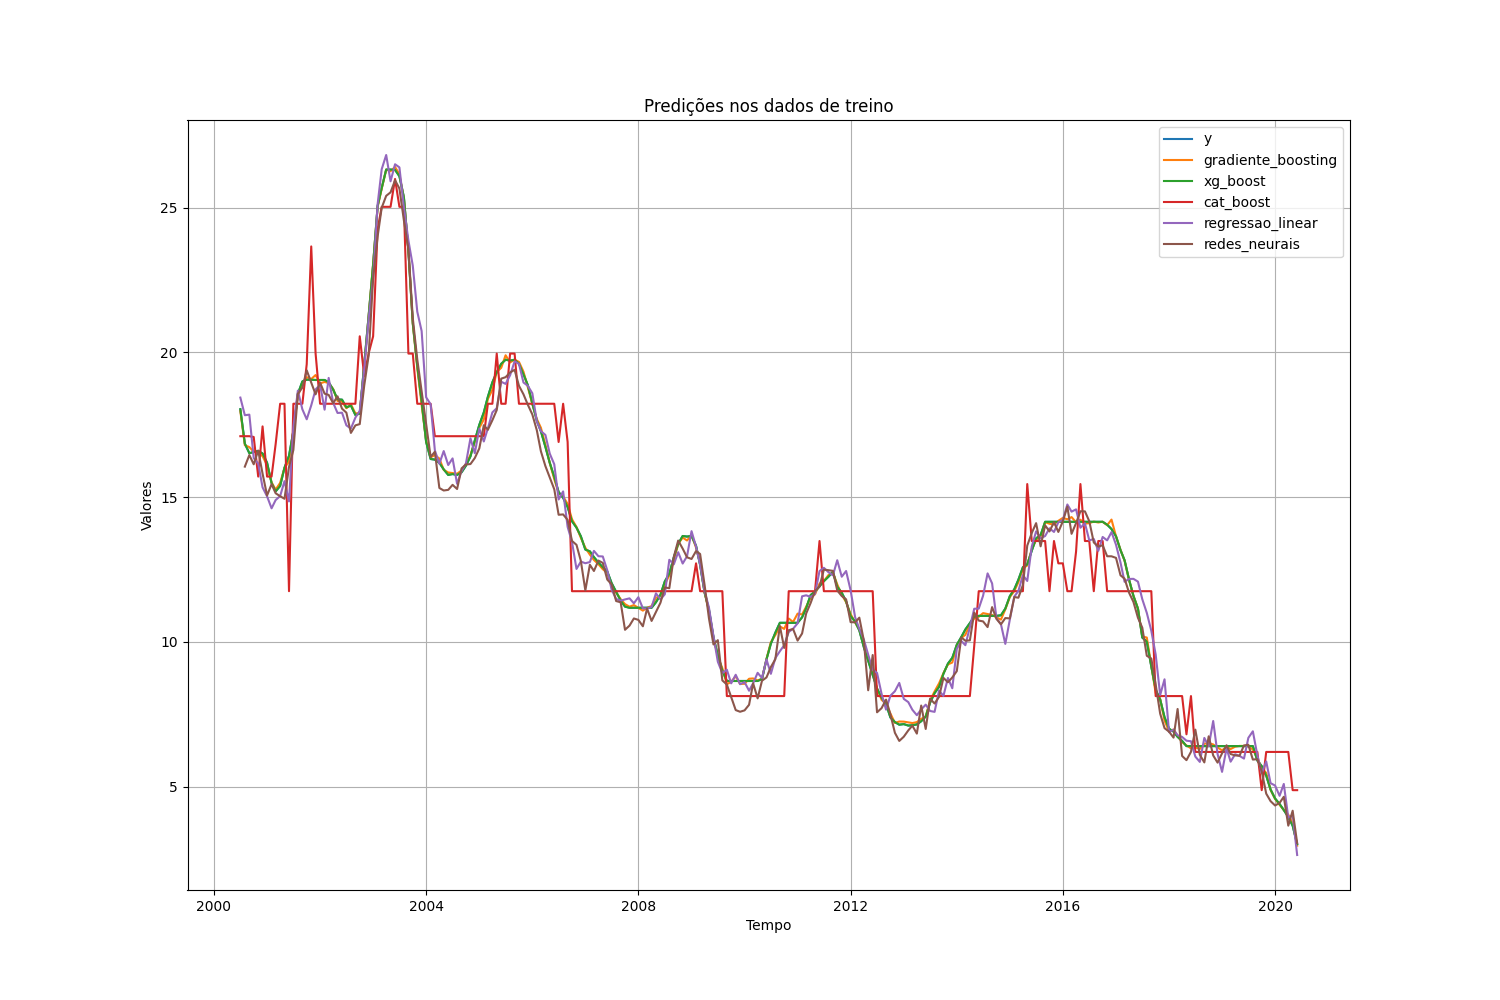 Predições nos dados de treino
y
gradiente_boosting
xg_boost
cat_boost
regressao_linear
redes_neurais
Valores
25
20
15
10
5
2000 2004 2008 2012 2016 2020
Tempo